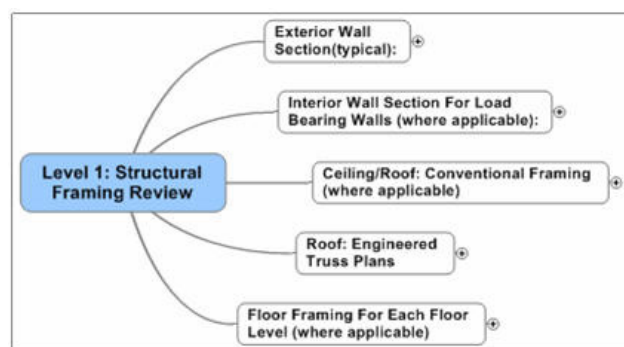 Exterior Wall
Section(typical):
Interior Wall Section For Load
Bearing Walls (where applicable):
Level 1: Structural
Framing Review
Ceiling/Roof: Conventional Framing
(where applicable)
Roof: Engineered
Truss Plans
Floor Framing For Each Floor
Level (where applicable)